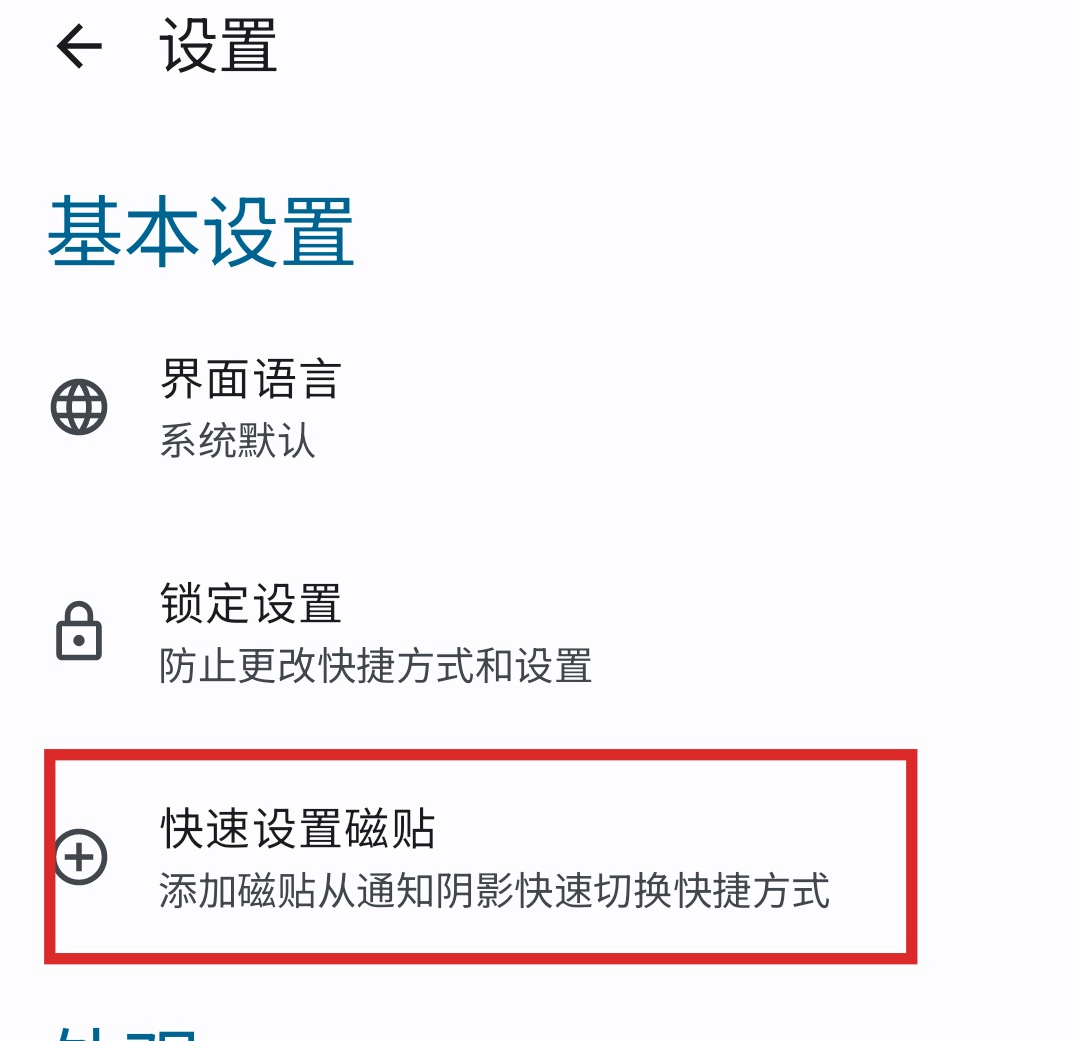 设置
基本设置
界面语言
系统默认
锁定设置
防止更改快捷方式和设置
快速设置磁贴
添加磁贴从通知阴影快速切换快捷方式